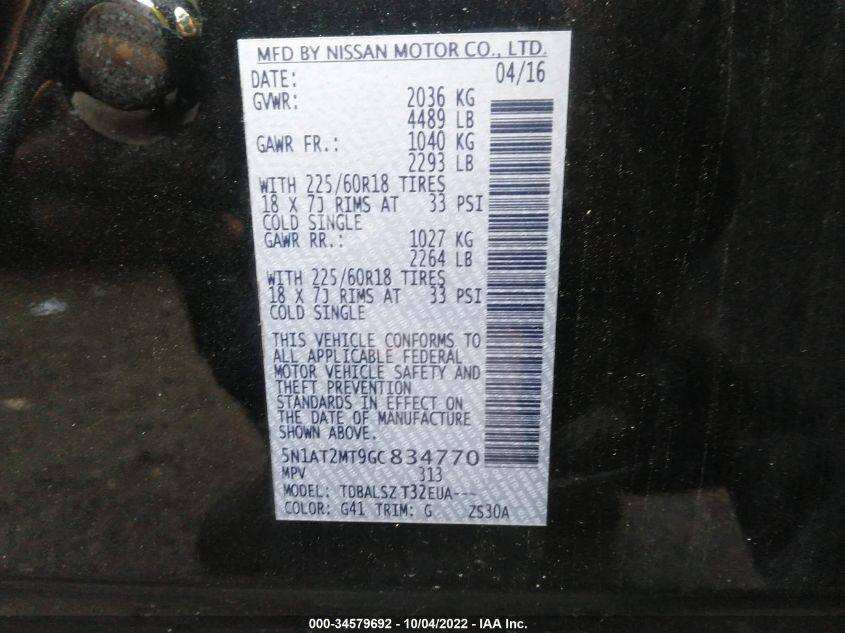 MFD BY NISSAN MOTOR CO., LTD.
DATE: 04/16
GVWR: 2036 KG
4489 LB
GAWR FR.: 1040 KG
2293 LB
WITH 225/60R18 TIRES
18 X 7J RIMS AT 33 PSI
COLD SINGLE
GAWR RR.: 1027 KG
2264 LB
WITH 225/60R18 TIRES
18 X 7J RIMS AT 33 PSI
COLD SINGLE
THIS VEHICLE CONFORMS TO
ALL APPLICABLE FEDERAL
MOTOR VEHICLE SAFETY AND
THEFT PREVENTION
STANDARDS IN EFFECT ON
THE DATE OF MANUFACTURE
SHOWN ABOVE.
5N1AT2MT9GC834770
MPV 313
MODEL: TDBALSZ T32EUA---
COLOR: G41 TRIM: G ZS30A
000-34579692 - 10/04/2022 - IAA Inc.